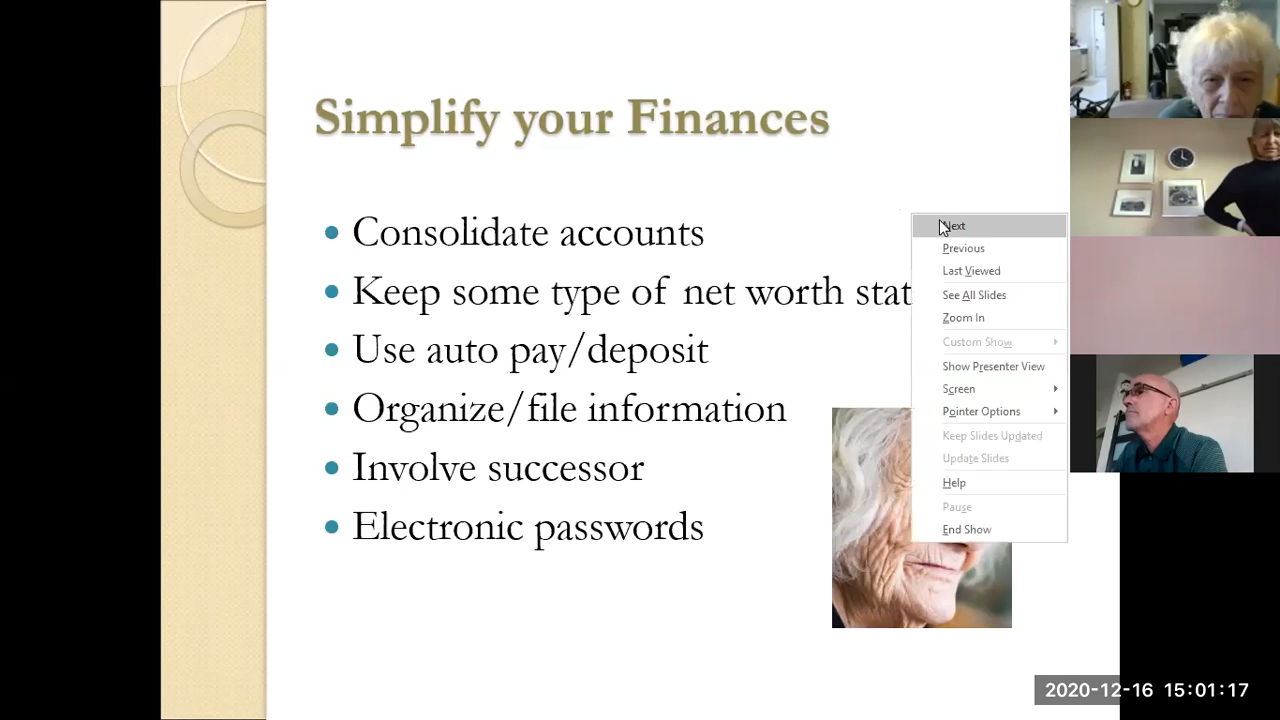 Simplify your Finances
Consolidate accounts
Keep some type of net worth stat
Use auto pay/deposit
Organize/file information
Involve successor
Electronic passwords
Next
Previous
Last Viewed
See All Slides
Zoom In
Custom Show
Show Presenter View
Screen
Pointer Options
Keep Slides Updated
Update Slides
Help
Pause
End Show
2020-12-16 15:01:17